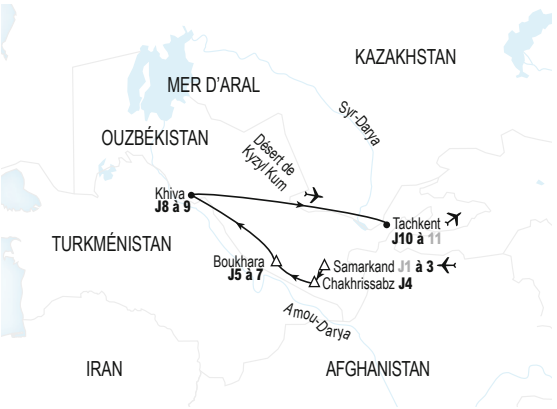 KAZAKHSTAN
MER D'ARAL
Syr-Darya
OUZBÉKISTAN
Désert de
Kyzyl Kum
Khiva
J8 à 9
Tachkent
J10 à 11
TURKMÉNISTAN
Boukhara
J5 à 7
Samarkand J1 à 3
Chakhrissabz J4
Amou-Darya
IRAN
AFGHANISTAN